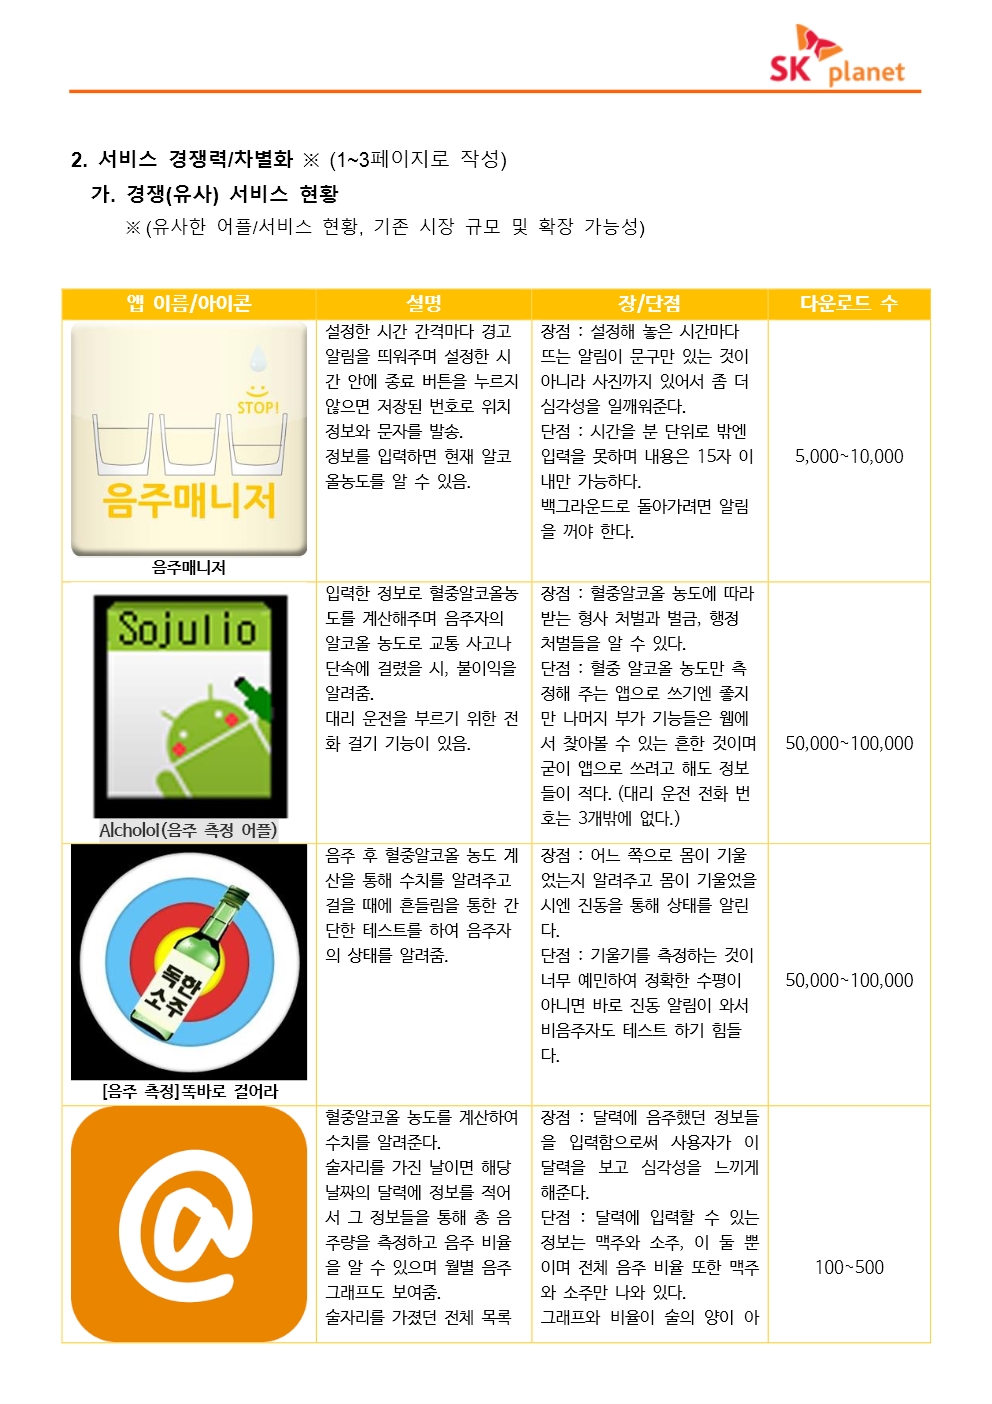 SK planet
2. 서비스 경쟁력/차별화 ※ (1~3페이지로 작성)
가. 경쟁(유사) 서비스 현황
※ (유사한 어플/서비스 현황, 기존 시장 규모 및 확장 가능성)
앱 이름/아이콘 설명 장/단점 다운로드 수
STOP!
음주매니저
음주매니저
설정한 시간 간격마다 경고
알림을 띄워주며 설정한 시
간 안에 종료 버튼을 누르지
않으면 저장된 번호로 위치
정보와 문자를 발송.
정보를 입력하면 현재 알코
올농도를 알 수 있음.
장점 : 설정해 놓은 시간마다
뜨는 알림이 문구만 있는 것이
아니라 사진까지 있어서 좀 더
심각성을 일깨워준다.
단점 : 시간을 분 단위로 밖엔
입력을 못하며 내용은 15자 이
내만 가능하다.
백그라운드로 돌아가려면 알림
을 꺼야 한다.
5,000~10,000
Sojulio
Alcholol(음주 측정 어플)
입력한 정보로 혈중알코올농
도를 계산해주며 음주자의
알코올 농도로 교통 사고나
단속에 걸렸을 시, 불이익을
알려줌.
대리 운전을 부르기 위한 전
화 걸기 기능이 있음.
장점 : 혈중알코올 농도에 따라
받는 형사 처벌과 벌금, 행정
처벌들을 알 수 있다.
단점 : 혈중 알코올 농도만 측
정해 주는 앱으로 쓰기엔 좋지
만 나머지 부가 기능들은 웹에
서 찾아볼 수 있는 흔한 것이며
굳이 앱으로 쓰려고 해도 정보
들이 적다. (대리 운전 전화 번
호는 3개밖에 없다.)
50,000~100,000
독한
소주
[음주 측정]똑바로 걸어라
음주 후 혈중알코올 농도 계
산을 통해 수치를 알려주고
걸을 때에 흔들림을 통한 간
단한 테스트를 하여 음주자
의 상태를 알려줌.
장점 : 어느 쪽으로 몸이 기울
었는지 알려주고 몸이 기울었을
시엔 진동을 통해 상태를 알린
다.
단점 : 기울기를 측정하는 것이
너무 예민하여 정확한 수평이
아니면 바로 진동 알림이 와서
비음주자도 테스트 하기 힘들
다.
50,000~100,000
@
혈중알코올 농도를 계산하여
수치를 알려준다.
술자리를 가진 날이면 해당
날짜의 달력에 정보를 적어
서 그 정보들을 통해 총 음
주량을 측정하고 음주 비율
을 알 수 있으며 월별 음주
그래프도 보여줌.
술자리를 가졌던 전체 목록
장점 : 달력에 음주했던 정보들
을 입력함으로써 사용자가 이
달력을 보고 심각성을 느끼게
해준다.
단점 : 달력에 입력할 수 있는
정보는 맥주와 소주, 이 둘 뿐
이며 전체 음주 비율 또한 맥주
와 소주만 나와 있다.
그래프와 비율이 술의 양이 아
100~500